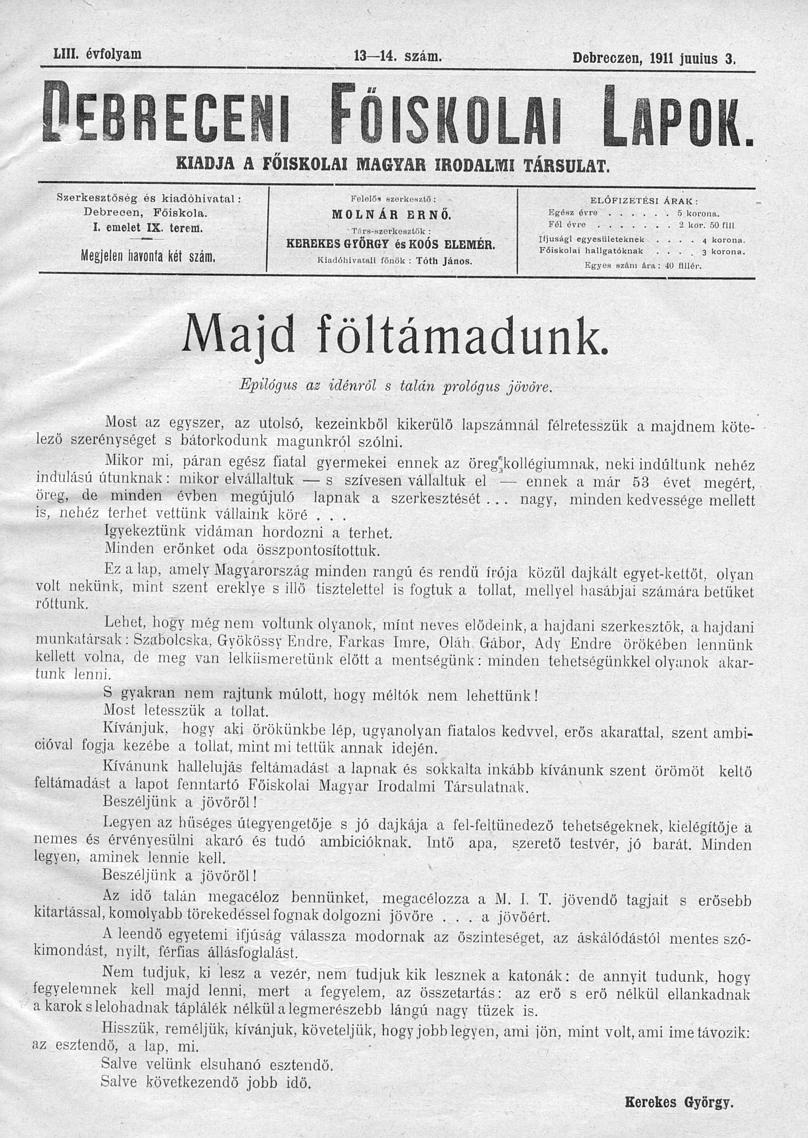 LIII. évfolyam 13—14. szám. Debreczen, 1911 junius 3.
DEBRECENI FŐISKOLAI LAPOK.
KIADJA A FŐISKOLAI MAGYAR IRODALMI TÁRSULAT.
Szerkesztőség és kiadóhivatal:
Debrecen, Főiskola.
I. emelet IX. terem.
Megjelen havonta két szám.
Felelős szerkesztő:
MOLNÁR ERNŐ.
Társ-szerkesztők:
KEREKES GYÖRGY és KOÓS ELEMÉR.
Kiadóhivatali főnök: Tóth János.
ELŐFIZETÉSI ÁRAK:
Egész évre . . . . . . 5 korona.
Fél évre . . . . . . . 2 kor. 50 fill
Ifjusági egyesületeknek . . . . 4 korona.
Főiskolai hallgatóknak . . . . 3 korona.
Egyes szám ára: 40 fillér.
Majd föltámadunk.
Epilógus az idénről s talán prológus jövőre.
Most az egyszer, az utolsó, kezeinkből kikerülő lapszámnál félretesszük a majdnem köte-
lező szerénységet s bátorkodunk magunkról szólni.
Mikor mi, páran egész fiatal gyermekei ennek az öreg kollégiumnak, neki indúltunk nehéz
indulású útunknak: mikor elvállaltuk — s szívesen vállaltuk el — ennek a már 53 évet megért,
öreg, de minden évben megújuló lapnak a szerkesztését . . . nagy, minden kedvessége mellett
is, nehéz terhet vettünk vállaink köré . . .
Igyekeztünk vidáman hordozni a terhet.
Minden erőnket oda összpontosítottuk.
Ez a lap, amely Magyarország minden rangú és rendű írója közül dajkált egyet-kettőt, olyan
volt nekünk, mint szent ereklye s illő tisztelettel is fogtuk a tollat, mellyel hasábjai számára betüket
róttunk.
Lehet, hogy még nem voltunk olyanok, mint neves elődeink, a hajdani szerkesztők, a hajdani
munkatársak: Szabolcska, Gyökössy Endre, Farkas Imre, Oláh Gábor, Ady Endre örökében lennünk
kellett volna, de meg van lelkiismeretünk előtt a mentségünk: minden tehetségünkkel olyanok akar-
tunk lenni.
S gyakran nem rajtunk múlott, hogy méltók nem lehettünk!
Most letesszük a tollat.
Kívánjuk, hogy aki örökünkbe lép, ugyanolyan fiatalos kedvvel, erős akarattal, szent ambi-
cióval fogja kezébe a tollat, mint mi tettük annak idején.
Kívánunk hallelujás feltámadást a lapnak és sokkalta inkább kívánunk szent örömöt keltő
feltámadást a lapot fenntartó Főiskolai Magyar Irodalmi Társulatnak.
Beszéljünk a jövőről!
Legyen az hűséges útegyengetője s jó dajkája a fel-feltünedező tehetségeknek, kielégítője a
nemes és érvényesülni akaró és tudó ambicióknak. Intő apa, szerető testvér, jó barát. Minden
legyen, aminek lennie kell.
Beszéljünk a jövőről!
Az idő talán megacéloz bennünket, megacélozza a M. I. T. jövendő tagjait s erősebb
kitartással, komolyabb törekedéssel fognak dolgozni jövőre . . . a jövőért.
A leendő egyetemi ifjúság válassza modornak az őszinteséget, az áskálódástól mentes szó-
kimondást, nyilt, férfias állásfoglalást.
Nem tudjuk, ki lesz a vezér, nem tudjuk kik lesznek a katonák: de annyit tudunk, hogy
fegyelemnek kell majd lenni, mert a fegyelem, az összetartás: az erő s erő nélkül ellankadnak
a karok s lelohadnak táplálék nélkül a legmerészebb lángú nagy tüzek is.
Hisszük, reméljük, kívánjuk, követeljük, hogy jobb legyen, ami jön, mint volt, ami ime távozik:
az esztendő, a lap, mi.
Salve velünk elsuhanó esztendő.
Salve következendő jobb idő.
Kerekes György.